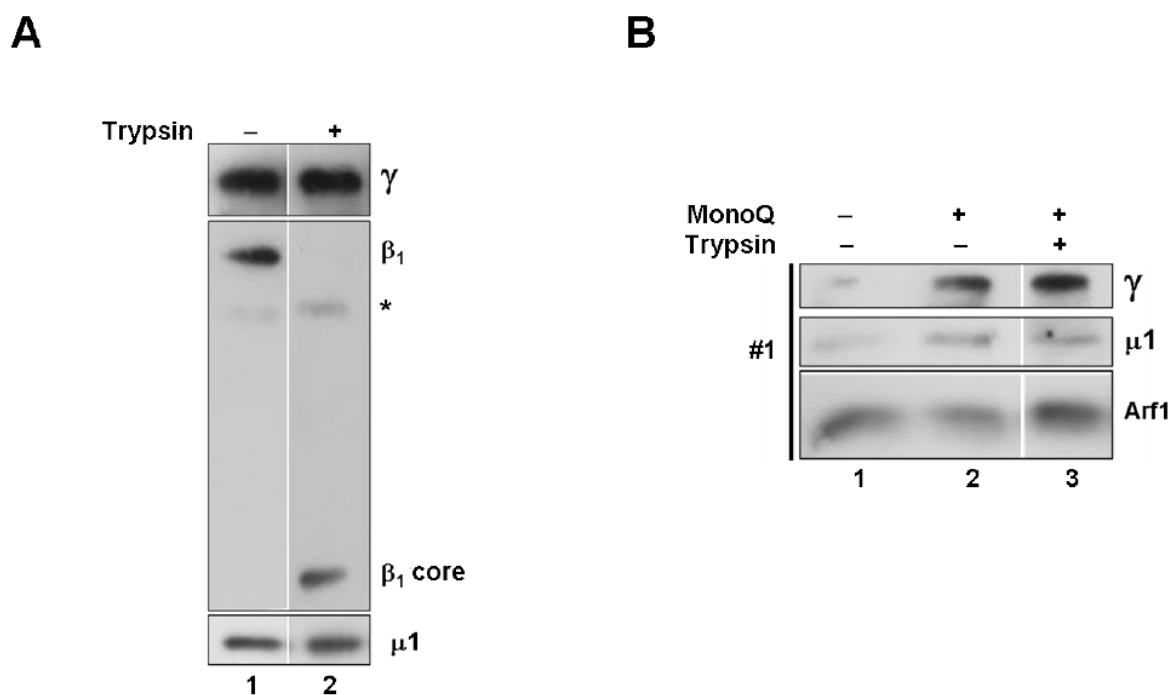 A
B
Trypsin – +
γ
β₁
*
β₁ core
μ1
1 2
MonoQ – + +
Trypsin – – +
γ
#1
μ1
Arf1
1 2 3